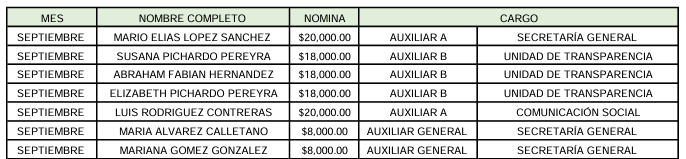 MES NOMBRE COMPLETO NOMINA CARGO
SEPTIEMBRE MARIO ELIAS LOPEZ SANCHEZ $20,000.00 AUXILIAR A SECRETARÍA GENERAL
SEPTIEMBRE SUSANA PICHARDO PEREYRA $18,000.00 AUXILIAR B UNIDAD DE TRANSPARENCIA
SEPTIEMBRE ABRAHAM FABIAN HERNANDEZ $18,000.00 AUXILIAR B UNIDAD DE TRANSPARENCIA
SEPTIEMBRE ELIZABETH PICHARDO PEREYRA $18,000.00 AUXILIAR B UNIDAD DE TRANSPARENCIA
SEPTIEMBRE LUIS RODRIGUEZ CONTRERAS $20,000.00 AUXILIAR A COMUNICACIÓN SOCIAL
SEPTIEMBRE MARIA ALVAREZ CALLETANO $8,000.00 AUXILIAR GENERAL SECRETARÍA GENERAL
SEPTIEMBRE MARIANA GOMEZ GONZALEZ $8,000.00 AUXILIAR GENERAL SECRETARÍA GENERAL